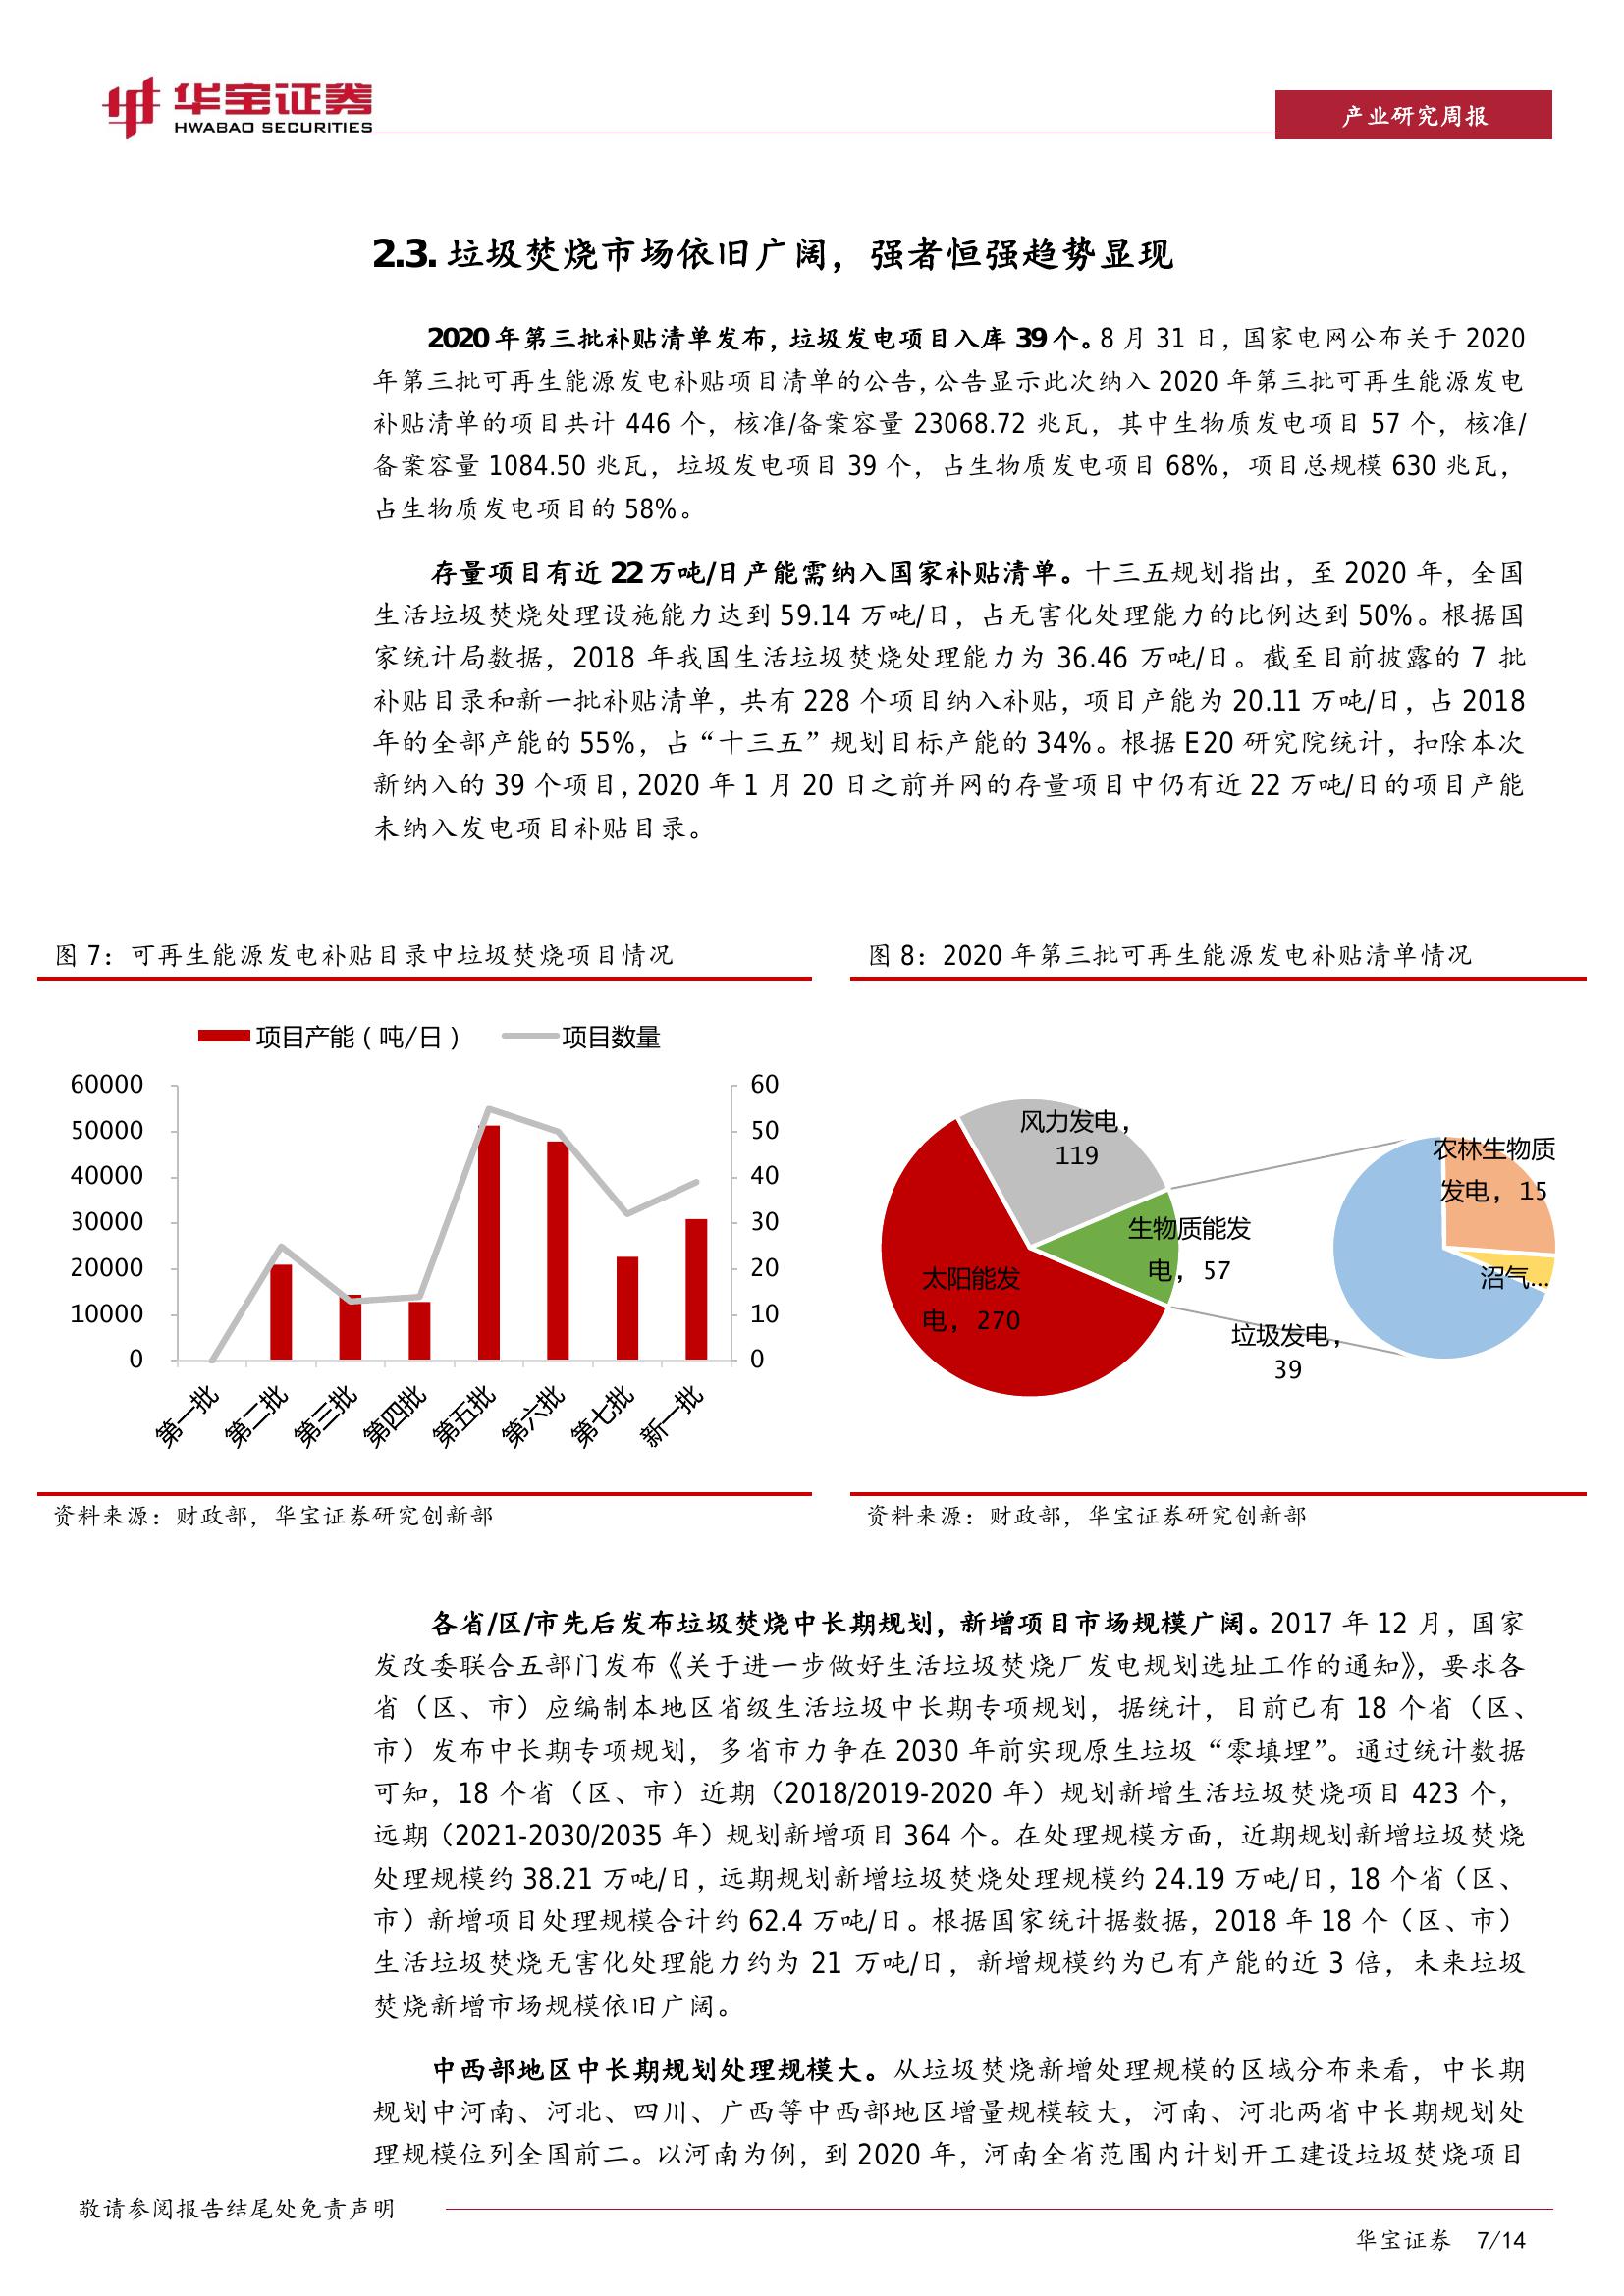 华宝证券
HWABAO SECURITIES
产业研究周报
2.3. 垃圾焚烧市场依旧广阔，强者恒强趋势显现
2020 年第三批补贴清单发布，垃圾发电项目入库 39 个。8 月 31 日，国家电网公布关于 2020
年第三批可再生能源发电补贴项目清单的公告，公告显示此次纳入 2020 年第三批可再生能源发电
补贴清单的项目共计 446 个，核准/备案容量 23068.72 兆瓦，其中生物质发电项目 57 个，核准/
备案容量 1084.50 兆瓦，垃圾发电项目 39 个，占生物质发电项目 68%，项目总规模 630 兆瓦，
占生物质发电项目的 58%。
存量项目有近 22 万吨/日产能需纳入国家补贴清单。十三五规划指出，至 2020 年，全国
生活垃圾焚烧处理设施能力达到 59.14 万吨/日，占无害化处理能力的比例达到 50%。根据国
家统计局数据，2018 年我国生活垃圾焚烧处理能力为 36.46 万吨/日。截至目前披露的 7 批
补贴目录和新一批补贴清单，共有 228 个项目纳入补贴，项目产能为 20.11 万吨/日，占 2018
年的全部产能的 55%，占“十三五”规划目标产能的 34%。根据 E20 研究院统计，扣除本次
新纳入的 39 个项目，2020 年 1 月 20 日之前并网的存量项目中仍有近 22 万吨/日的项目产能
未纳入发电项目补贴目录。
图 7：可再生能源发电补贴目录中垃圾焚烧项目情况
项目产能（吨/日） 项目数量
60000 60
50000 50
40000 40
30000 30
20000 20
10000 10
0 0
第一批 第二批 第三批 第四批 第五批 第六批 第七批 新一批
资料来源：财政部，华宝证券研究创新部
图 8：2020 年第三批可再生能源发电补贴清单情况
风力发电，
119
农林生物质
发电，15
生物质能发
电，57
太阳能发
电，270
沼气…
垃圾发电，
39
资料来源：财政部，华宝证券研究创新部
各省/区/市先后发布垃圾焚烧中长期规划，新增项目市场规模广阔。2017 年 12 月，国家
发改委联合五部门发布《关于进一步做好生活垃圾焚烧厂发电规划选址工作的通知》，要求各
省（区、市）应编制本地区省级生活垃圾中长期专项规划，据统计，目前已有 18 个省（区、
市）发布中长期专项规划，多省市力争在 2030 年前实现原生垃圾“零填埋”。通过统计数据
可知，18 个省（区、市）近期（2018/2019-2020 年）规划新增生活垃圾焚烧项目 423 个，
远期（2021-2030/2035 年）规划新增项目 364 个。在处理规模方面，近期规划新增垃圾焚烧
处理规模约 38.21 万吨/日，远期规划新增垃圾焚烧处理规模约 24.19 万吨/日，18 个省（区、
市）新增项目处理规模合计约 62.4 万吨/日。根据国家统计据数据，2018 年 18 个（区、市）
生活垃圾焚烧无害化处理能力约为 21 万吨/日，新增规模约为已有产能的近 3 倍，未来垃圾
焚烧新增市场规模依旧广阔。
中西部地区中长期规划处理规模大。从垃圾焚烧新增处理规模的区域分布来看，中长期
规划中河南、河北、四川、广西等中西部地区增量规模较大，河南、河北两省中长期规划处
理规模位列全国前二。以河南为例，到 2020 年，河南全省范围内计划开工建设垃圾焚烧项目
敬请参阅报告结尾处免责声明
华宝证券 7/14